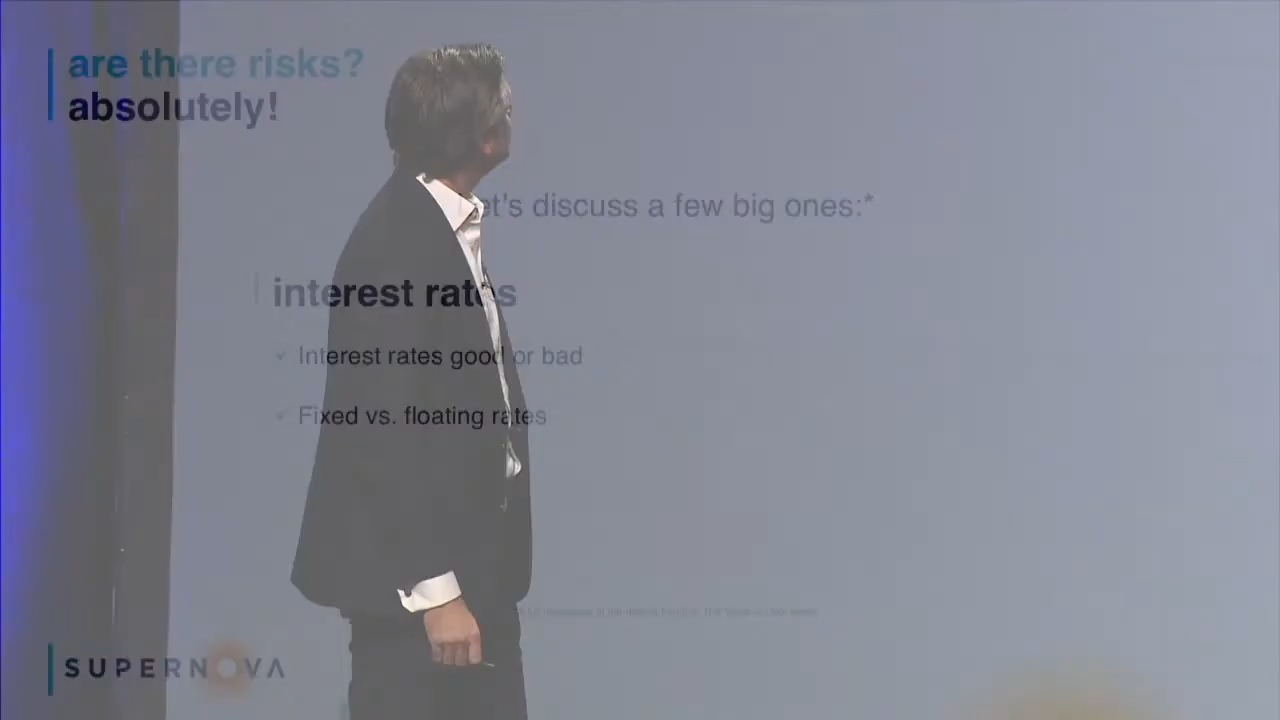 are there risks?
absolutely!
et's discuss a few big ones:*
interest rates
Interest rates good or bad
Fixed vs. floating rates
SUPERNOVA